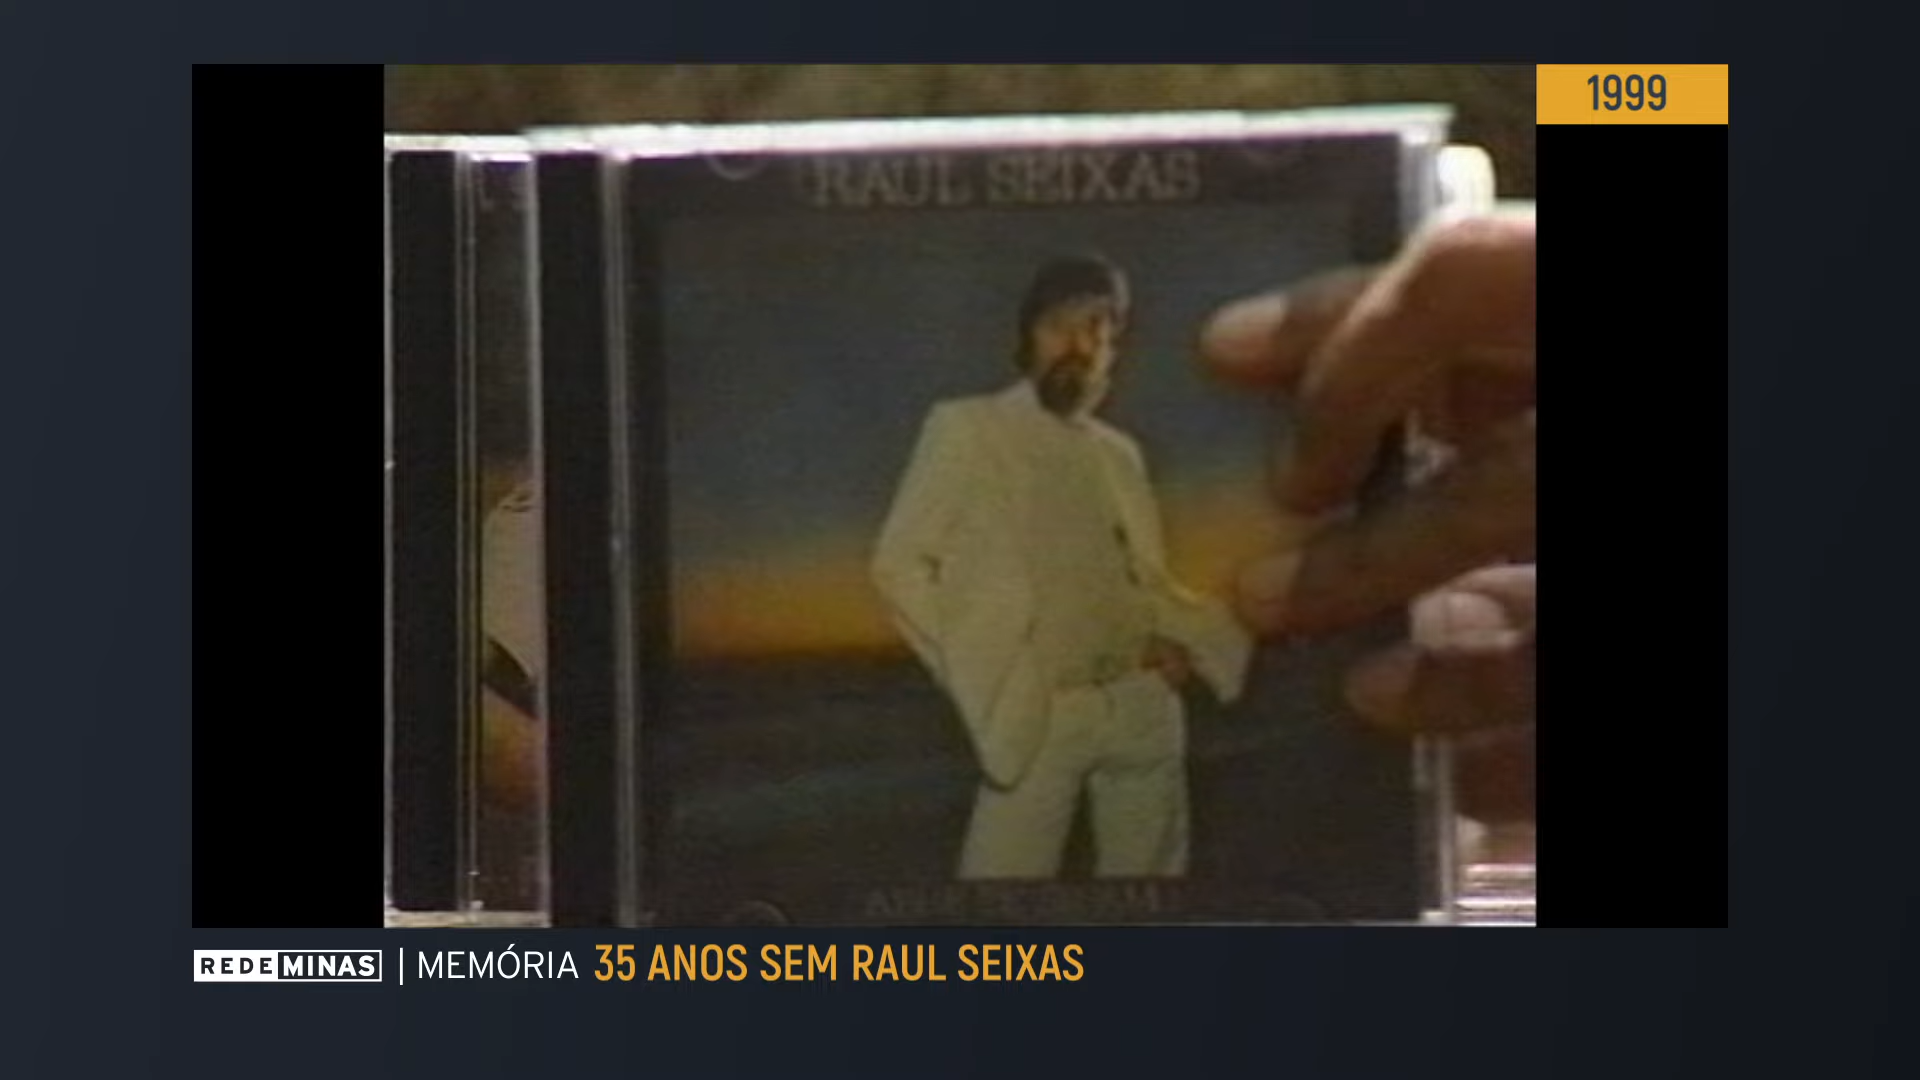 1999
RAUL SEIXAS
REDE MINAS | MEMÓRIA 35 ANOS SEM RAUL SEIXAS